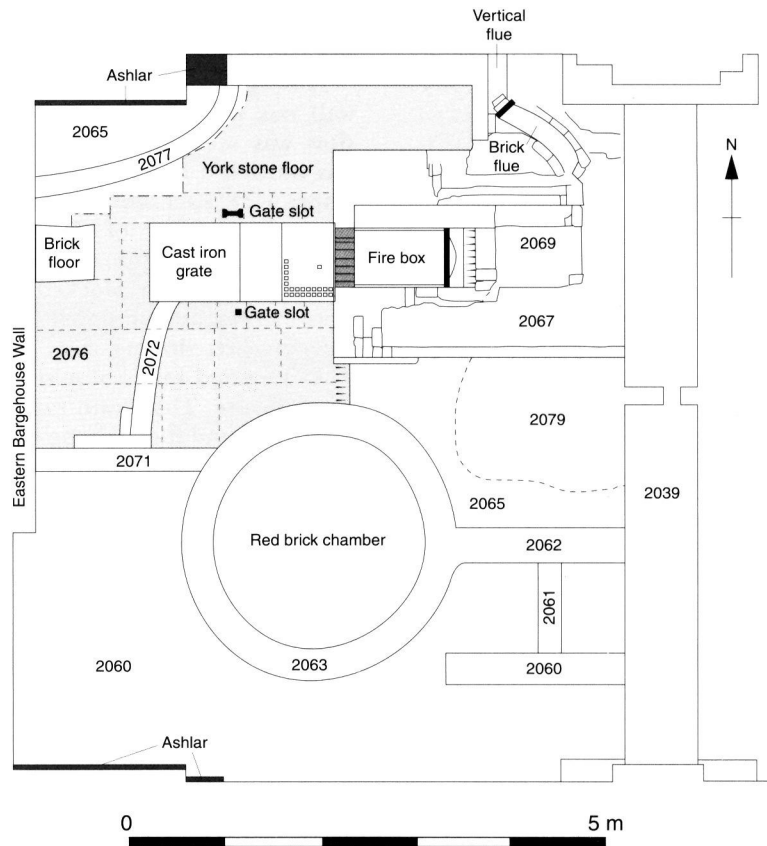 Vertical
flue
Ashlar
2065
2077
Brick
flue
N
York stone floor
Gate slot
Brick
floor
Cast iron
grate
Fire box
2069
Gate slot
2067
2076
2072
Eastern Bargehouse Wall
2079
2071
2065
2039
Red brick chamber
2062
2061
2060
2063
2060
Ashlar
0
5 m